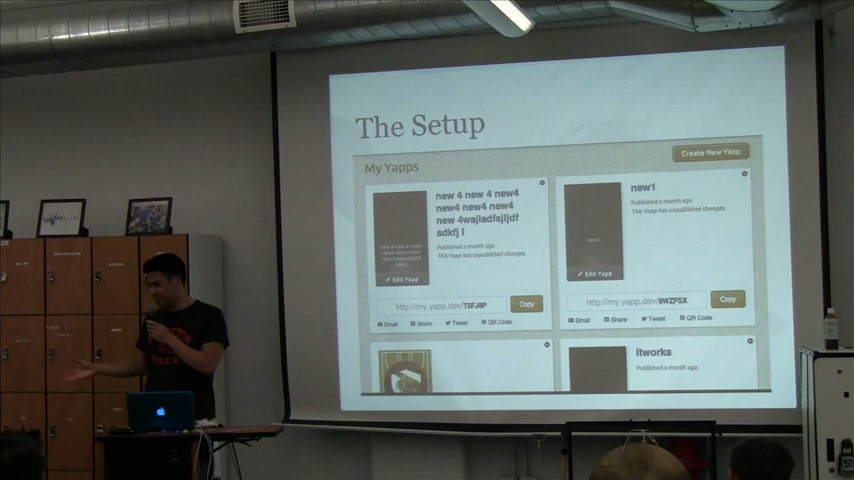 The Setup
My Yapps
Create New Yapp
new 4 new 4 new4
new4 new4 new4
new 4wajladfsjljdf
sdkfj l
Published a month ago
This Yapp has unpublished changes.
Edit Yapp
http://my.yapp.dev/T5FJ8P
Copy
Email Share Tweet QR Code
new1
Published a month ago
This Yapp has unpublished changes.
new1
Edit Yapp
http://my.yapp.dev/9WZFSX
Copy
Email Share Tweet QR Code
itworks
Published a month ago